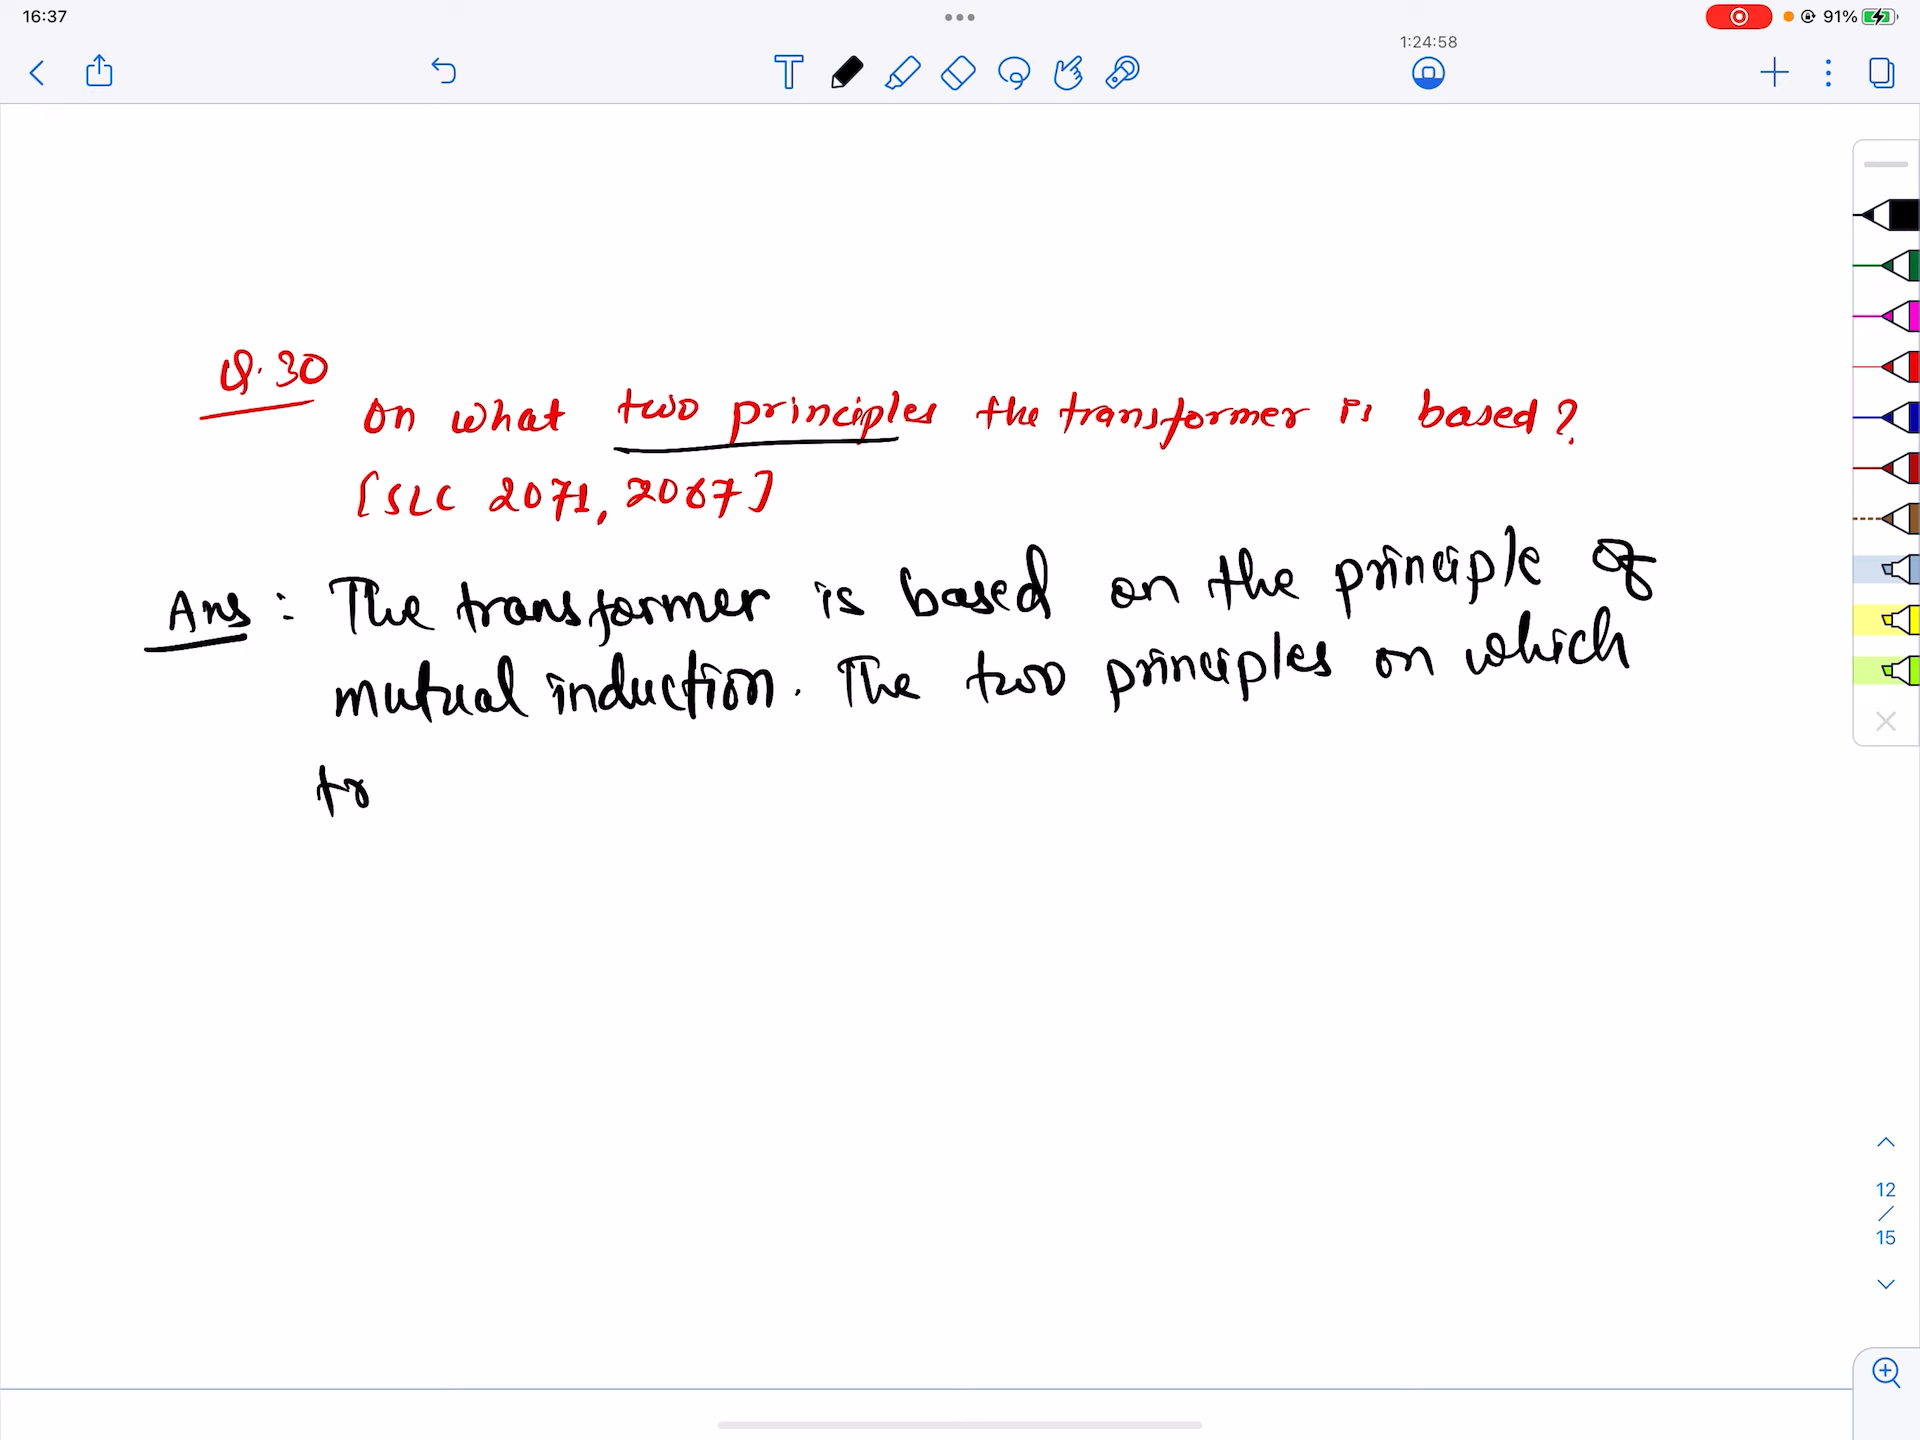 16:37
91%
1:24:58
Q.30
On what two principles the transformer is based?
[SLC 2071, 2067]
Ans : The transformer is based on the principle of
mutual induction. The two principles on which
tr
12
/
15